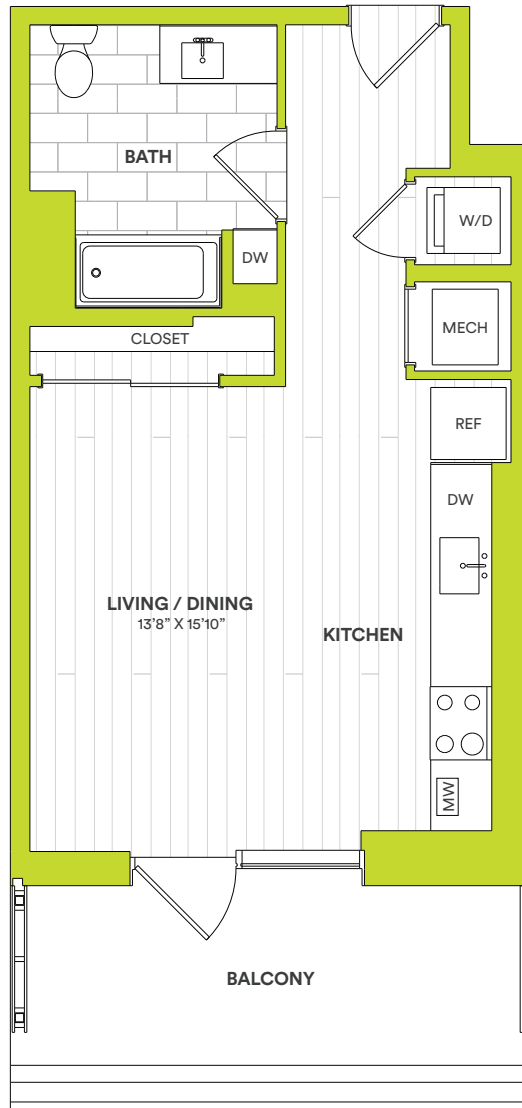 BATH
W/D
DW
MECH
CLOSET
REF
DW
LIVING / DINING
13’8” X 15’10”
KITCHEN
MW
BALCONY